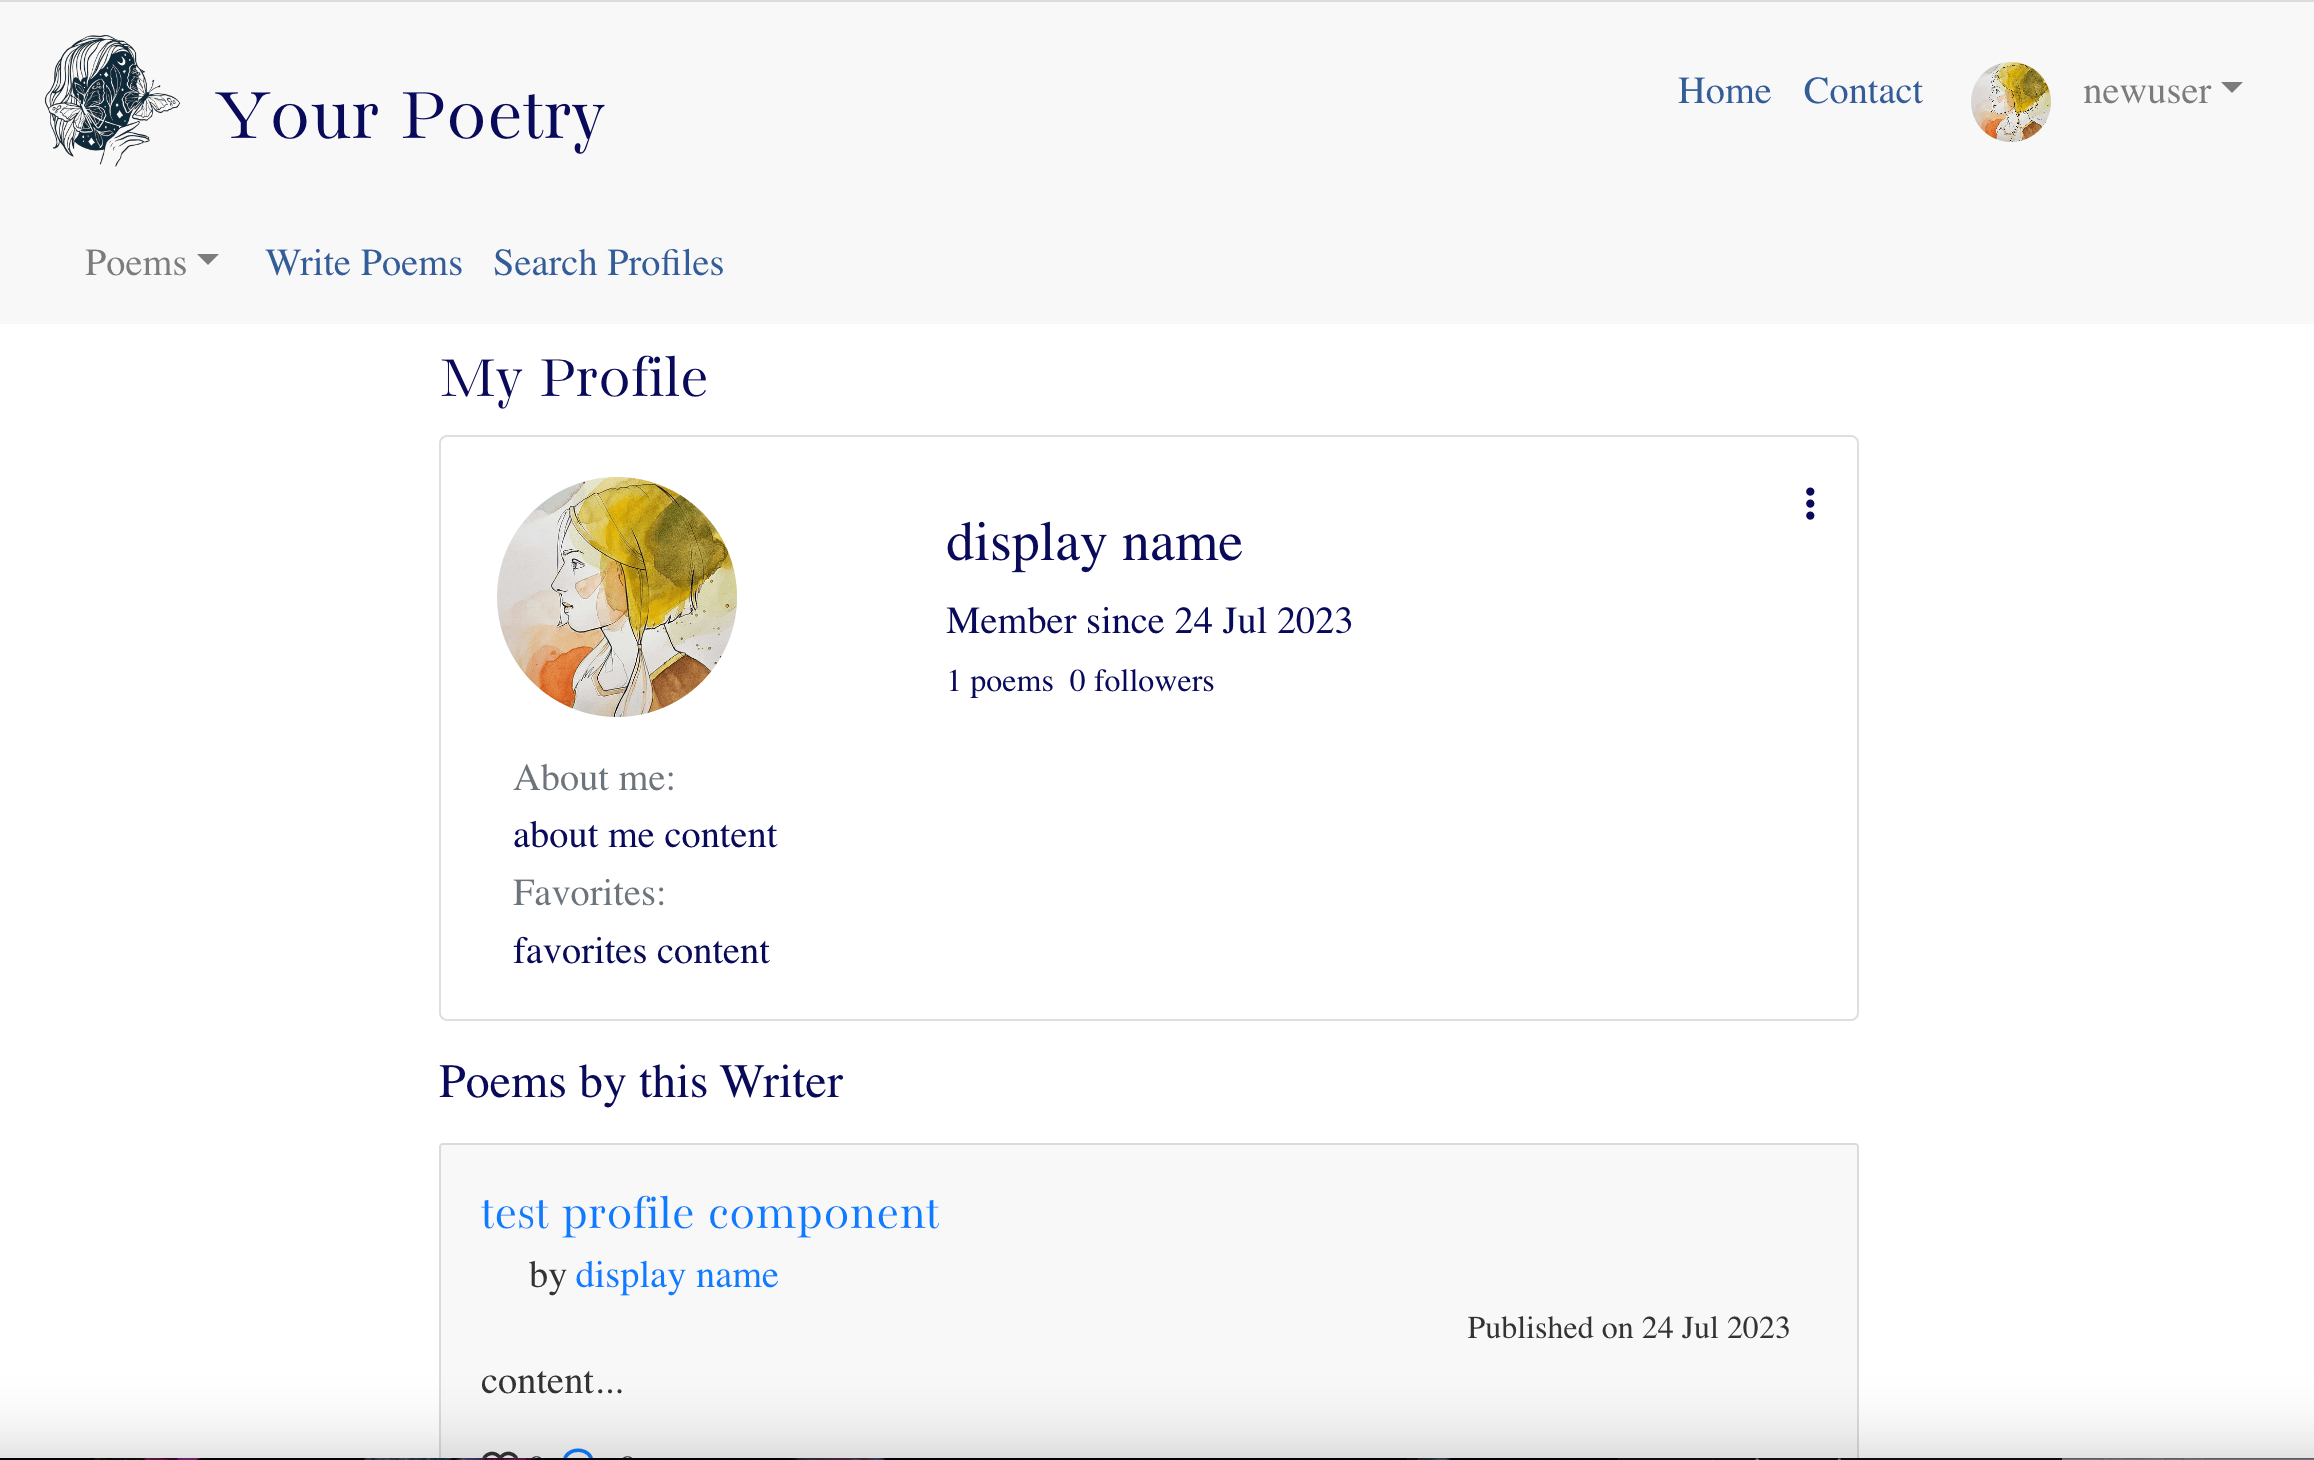 Your Poetry
Home Contact newuser
Poems Write Poems Search Profiles
My Profile
display name
Member since 24 Jul 2023
1 poems 0 followers
About me:
about me content
Favorites:
favorites content
Poems by this Writer
test profile component
by display name
Published on 24 Jul 2023
content...